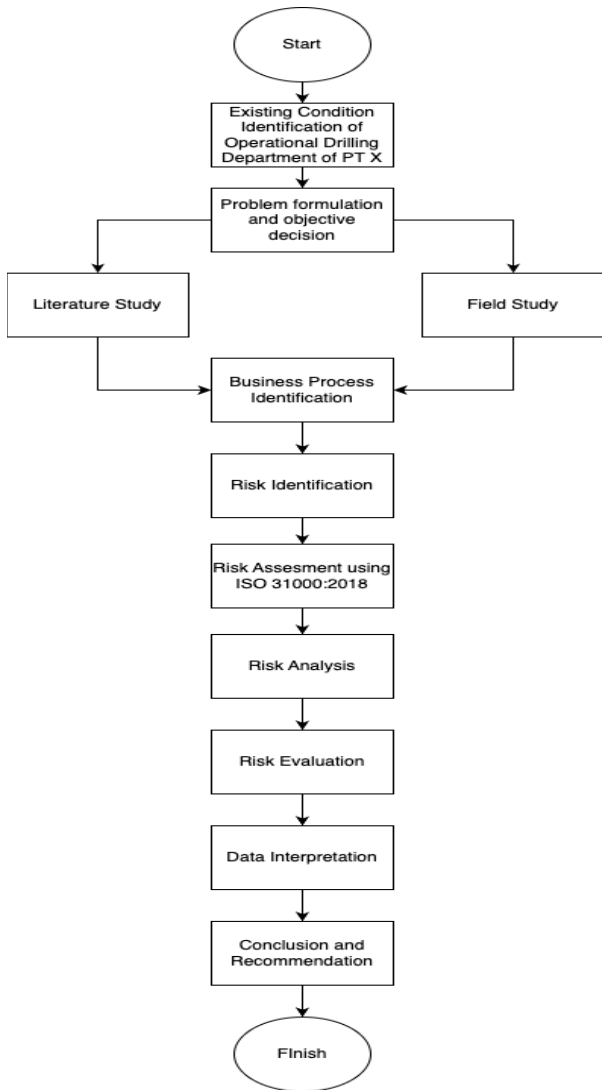 Start
Existing Condition
Identification of
Operational Drilling
Department of PT X
Problem formulation
and objective
decision
Literature Study
Field Study
Business Process
Identification
Risk Identification
Risk Assesment using
ISO 31000:2018
Risk Analysis
Risk Evaluation
Data Interpretation
Conclusion and
Recommendation
FInish